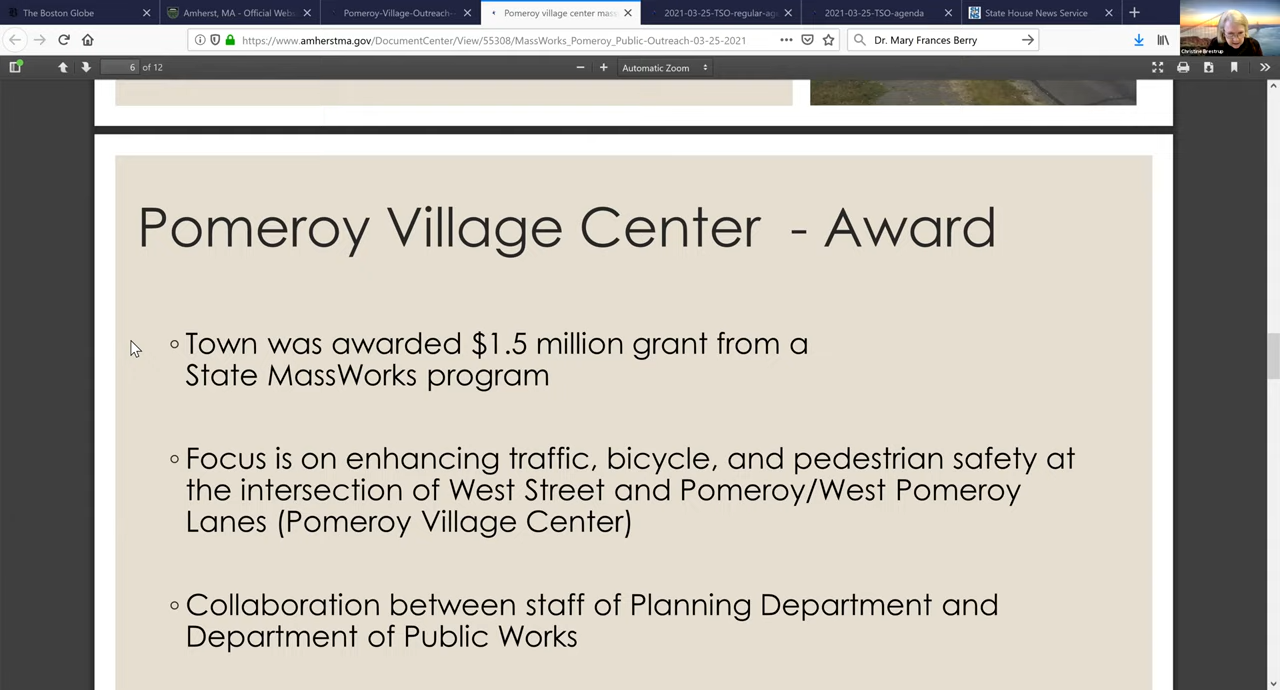 The Boston Globe
Amherst, MA - Official Webs
Pomeroy-Village-Outreach-
Pomeroy village center mas
2021-03-25-TSO-regular-age
2021-03-25-TSO-agenda
State House News Service
https://www.amherstma.gov/DocumentCenter/View/55308/MassWorks_Pomeroy_Public-Outreach-03-25-2021
Dr. Mary Frances Berry
Christine Brestrup
6 of 12
Automatic Zoom
Pomeroy Village Center - Award
◦ Town was awarded $1.5 million grant from a
State MassWorks program
◦ Focus is on enhancing traffic, bicycle, and pedestrian safety at
the intersection of West Street and Pomeroy/West Pomeroy
Lanes (Pomeroy Village Center)
◦ Collaboration between staff of Planning Department and
Department of Public Works